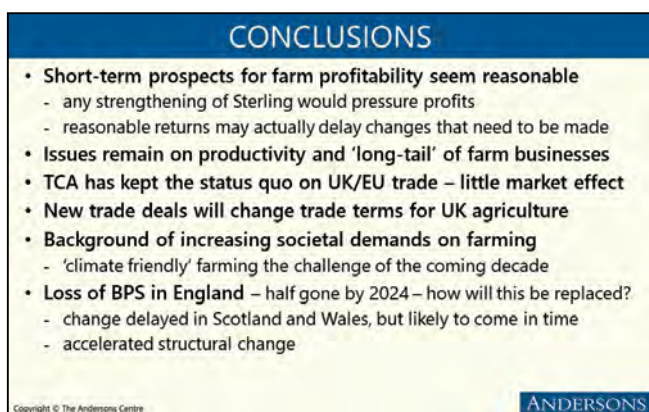 CONCLUSIONS
• Short-term prospects for farm profitability seem reasonable
- any strengthening of Sterling would pressure profits
- reasonable returns may actually delay changes that need to be made
• Issues remain on productivity and ‘long-tail’ of farm businesses
• TCA has kept the status quo on UK/EU trade – little market effect
• New trade deals will change trade terms for UK agriculture
• Background of increasing societal demands on farming
- ‘climate friendly’ farming the challenge of the coming decade
• Loss of BPS in England – half gone by 2024 – how will this be replaced?
- change delayed in Scotland and Wales, but likely to come in time
- accelerated structural change
Copyright © The Andersons Centre
ANDERSONS